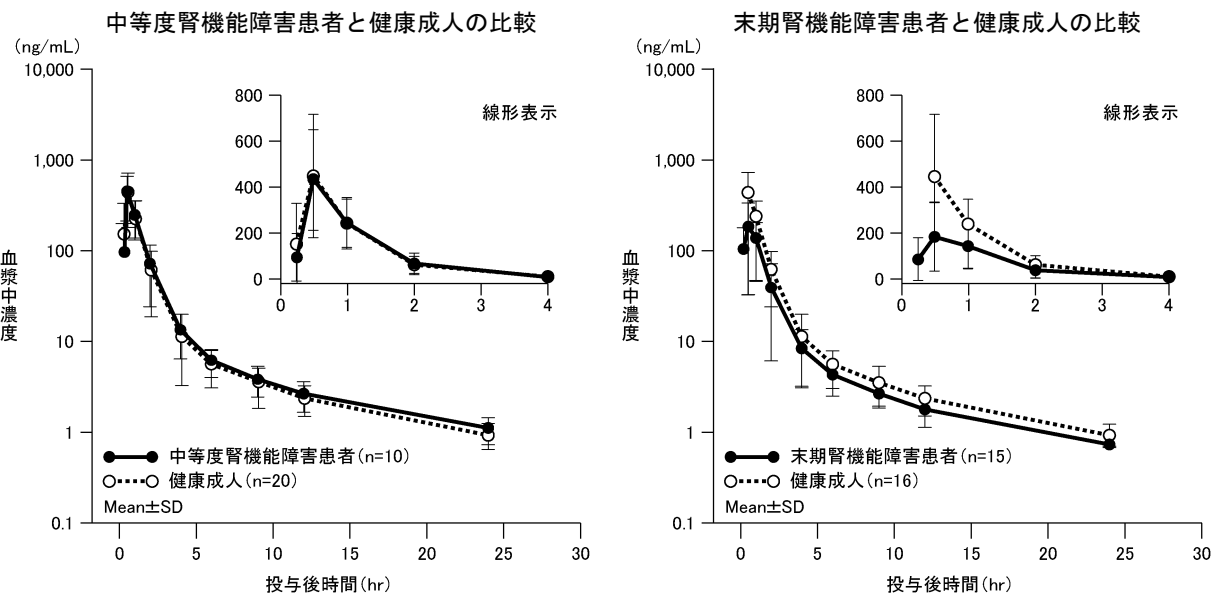 中等度腎機能障害患者と健康成人の比較
(ng/mL)
10,000
1,000
100
10
1
0.1
血漿中濃度
800
600
400
200
0
線形表示
0 1 2 3 4
中等度腎機能障害患者(n=10)
健康成人(n=20)
Mean±SD
0 5 10 15 20 25 30
投与後時間(hr)
末期腎機能障害患者と健康成人の比較
(ng/mL)
10,000
1,000
100
10
1
0.1
血漿中濃度
800
600
400
200
0
線形表示
0 1 2 3 4
末期腎機能障害患者(n=15)
健康成人(n=16)
Mean±SD
0 5 10 15 20 25 30
投与後時間(hr)